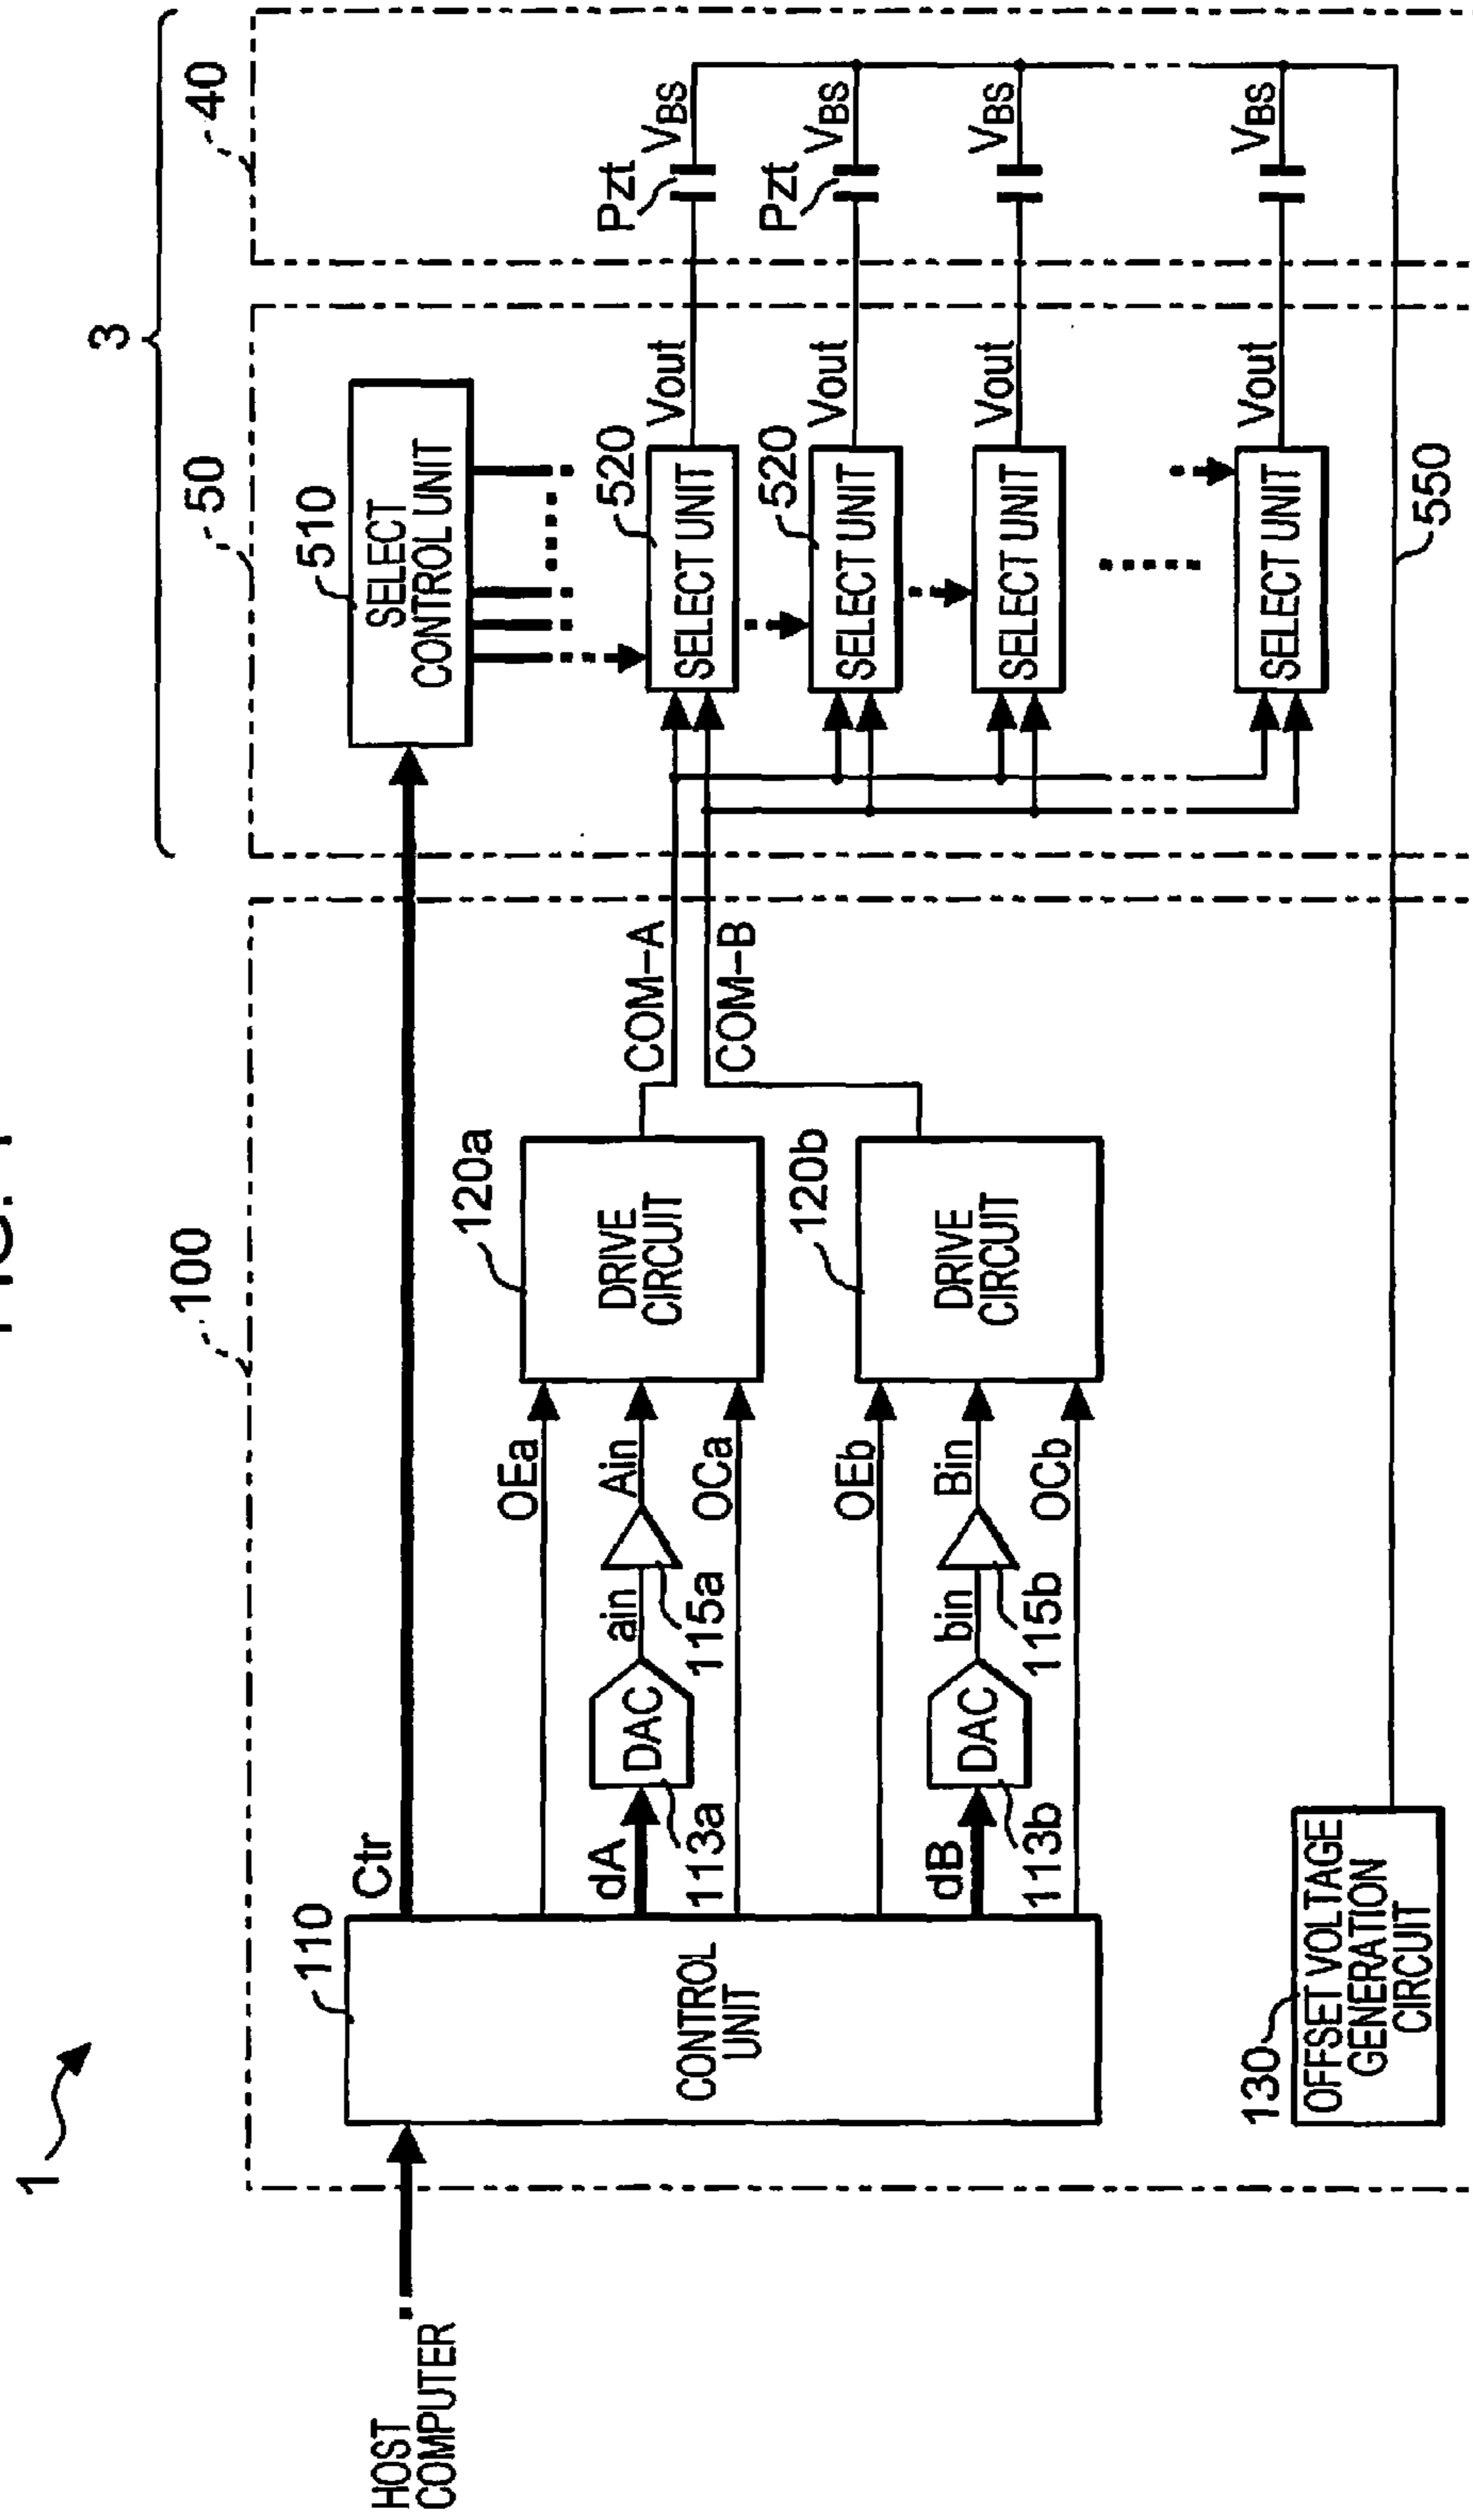 1
100
3
50
40
HOST
COMPUTER
110
Ctr
CONTROL
UNIT
510
SELECT
CONTROL UNIT
OEa
dA
DAC
113a
ain
115a
Ain
OCa
120a
DRIVE
CIRCUIT
COM-A
COM-B
OEb
dB
DAC
113b
bin
115b
Bin
OCb
120b
DRIVE
CIRCUIT
520
SELECT UNIT
Vout
Pzt
VBS
520
SELECT UNIT
Vout
Pzt
VBS
SELECT UNIT
Vout
VBS
SELECT UNIT
Vout
VBS
130
OFFSET VOLTAGE
GENERATION
CIRCUIT
550